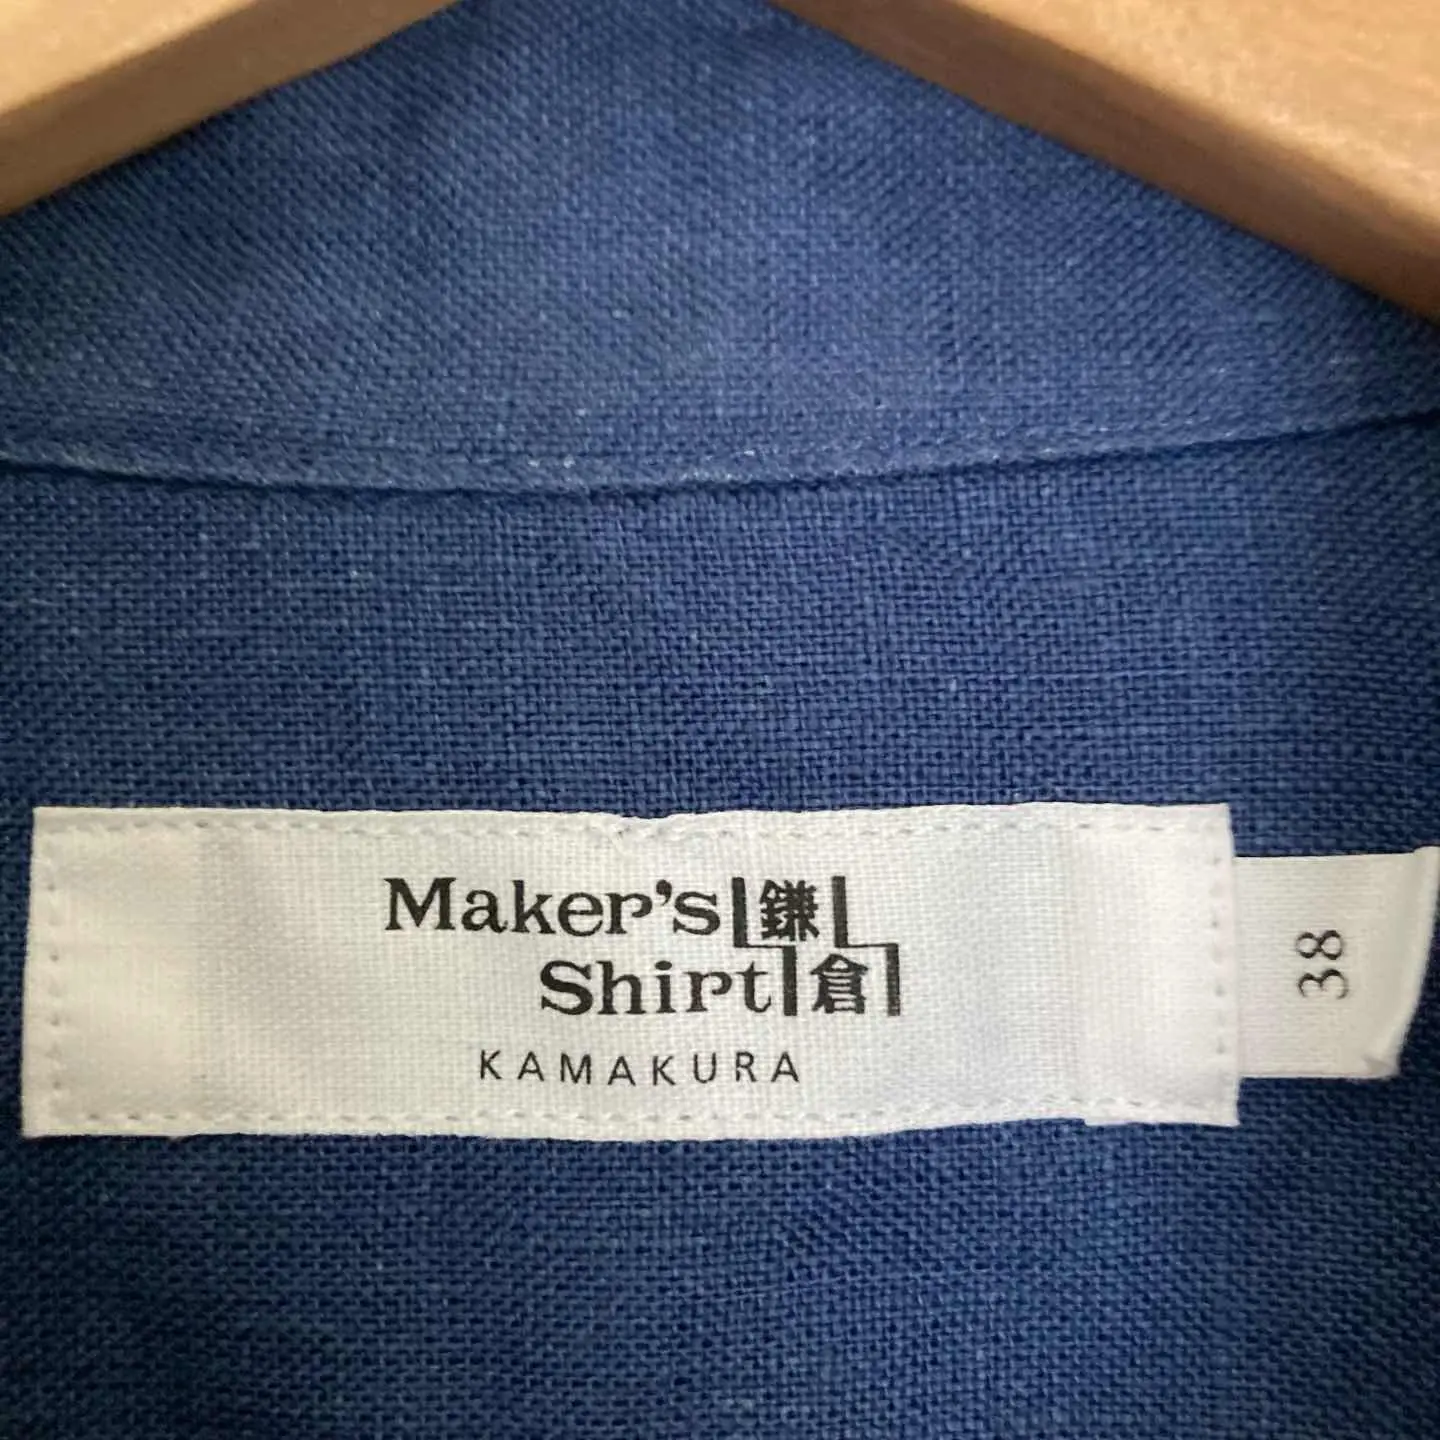 Maker's 鎌
Shirt 倉
KAMAKURA
38